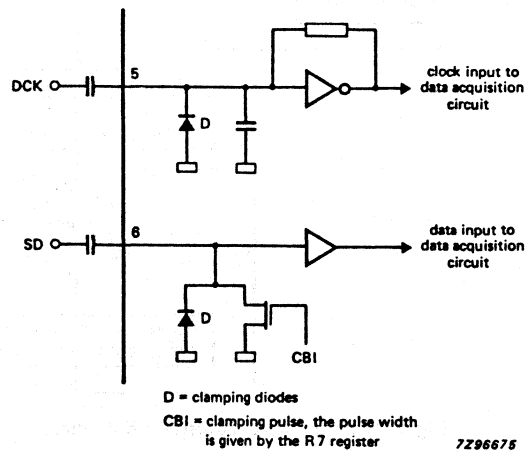 DCK
5
D
clock input to
data acquisition
circuit
SD
6
D
CBI
data input to
data acquisition
circuit
D = clamping diodes
CBI = clamping pulse, the pulse width
is given by the R7 register
7Z96675